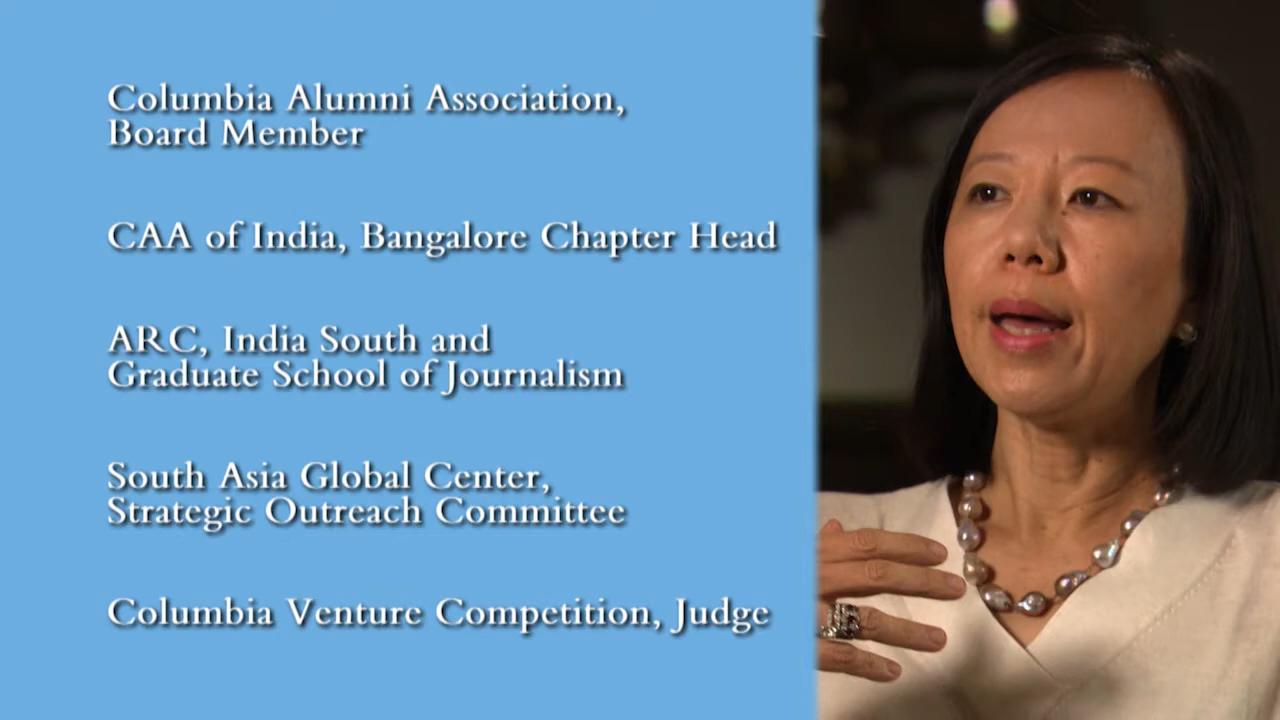 Columbia Alumni Association,
Board Member
CAA of India, Bangalore Chapter Head
ARC, India South and
Graduate School of Journalism
South Asia Global Center,
Strategic Outreach Committee
Columbia Venture Competition, Judge